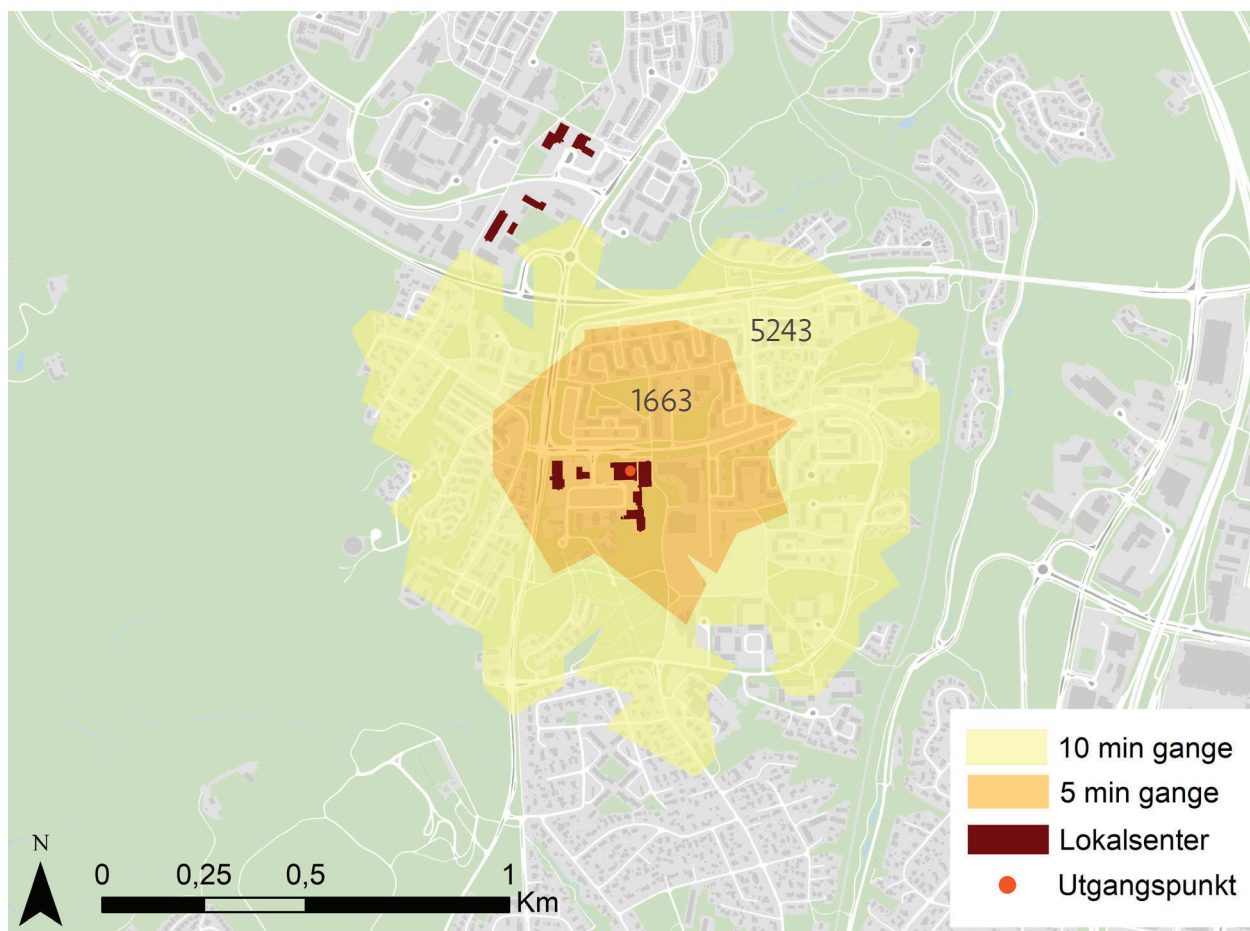 5243
1663
10 min gange
5 min gange
Lokalsenter
Utgangspunkt
N
0 0,25 0,5 1
Km